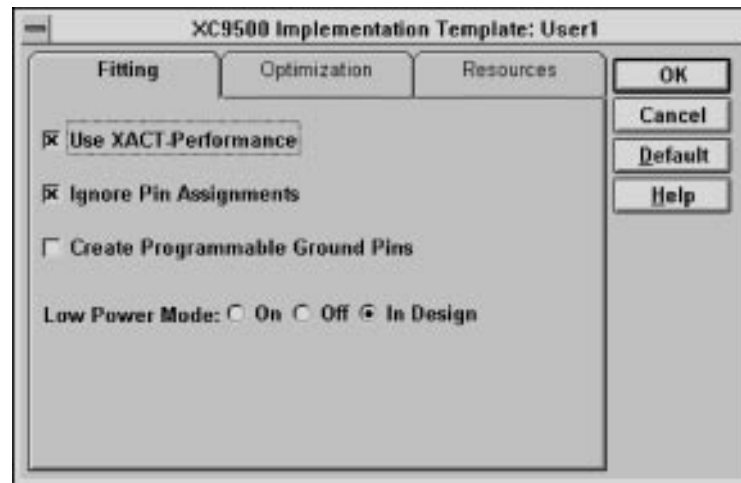 XC9500 Implementation Template: User1
Fitting
Optimization
Resources
OK
Cancel
Default
Help
Use XACT-Performance
Ignore Pin Assignments
Create Programmable Ground Pins
Low Power Mode: On Off In Design